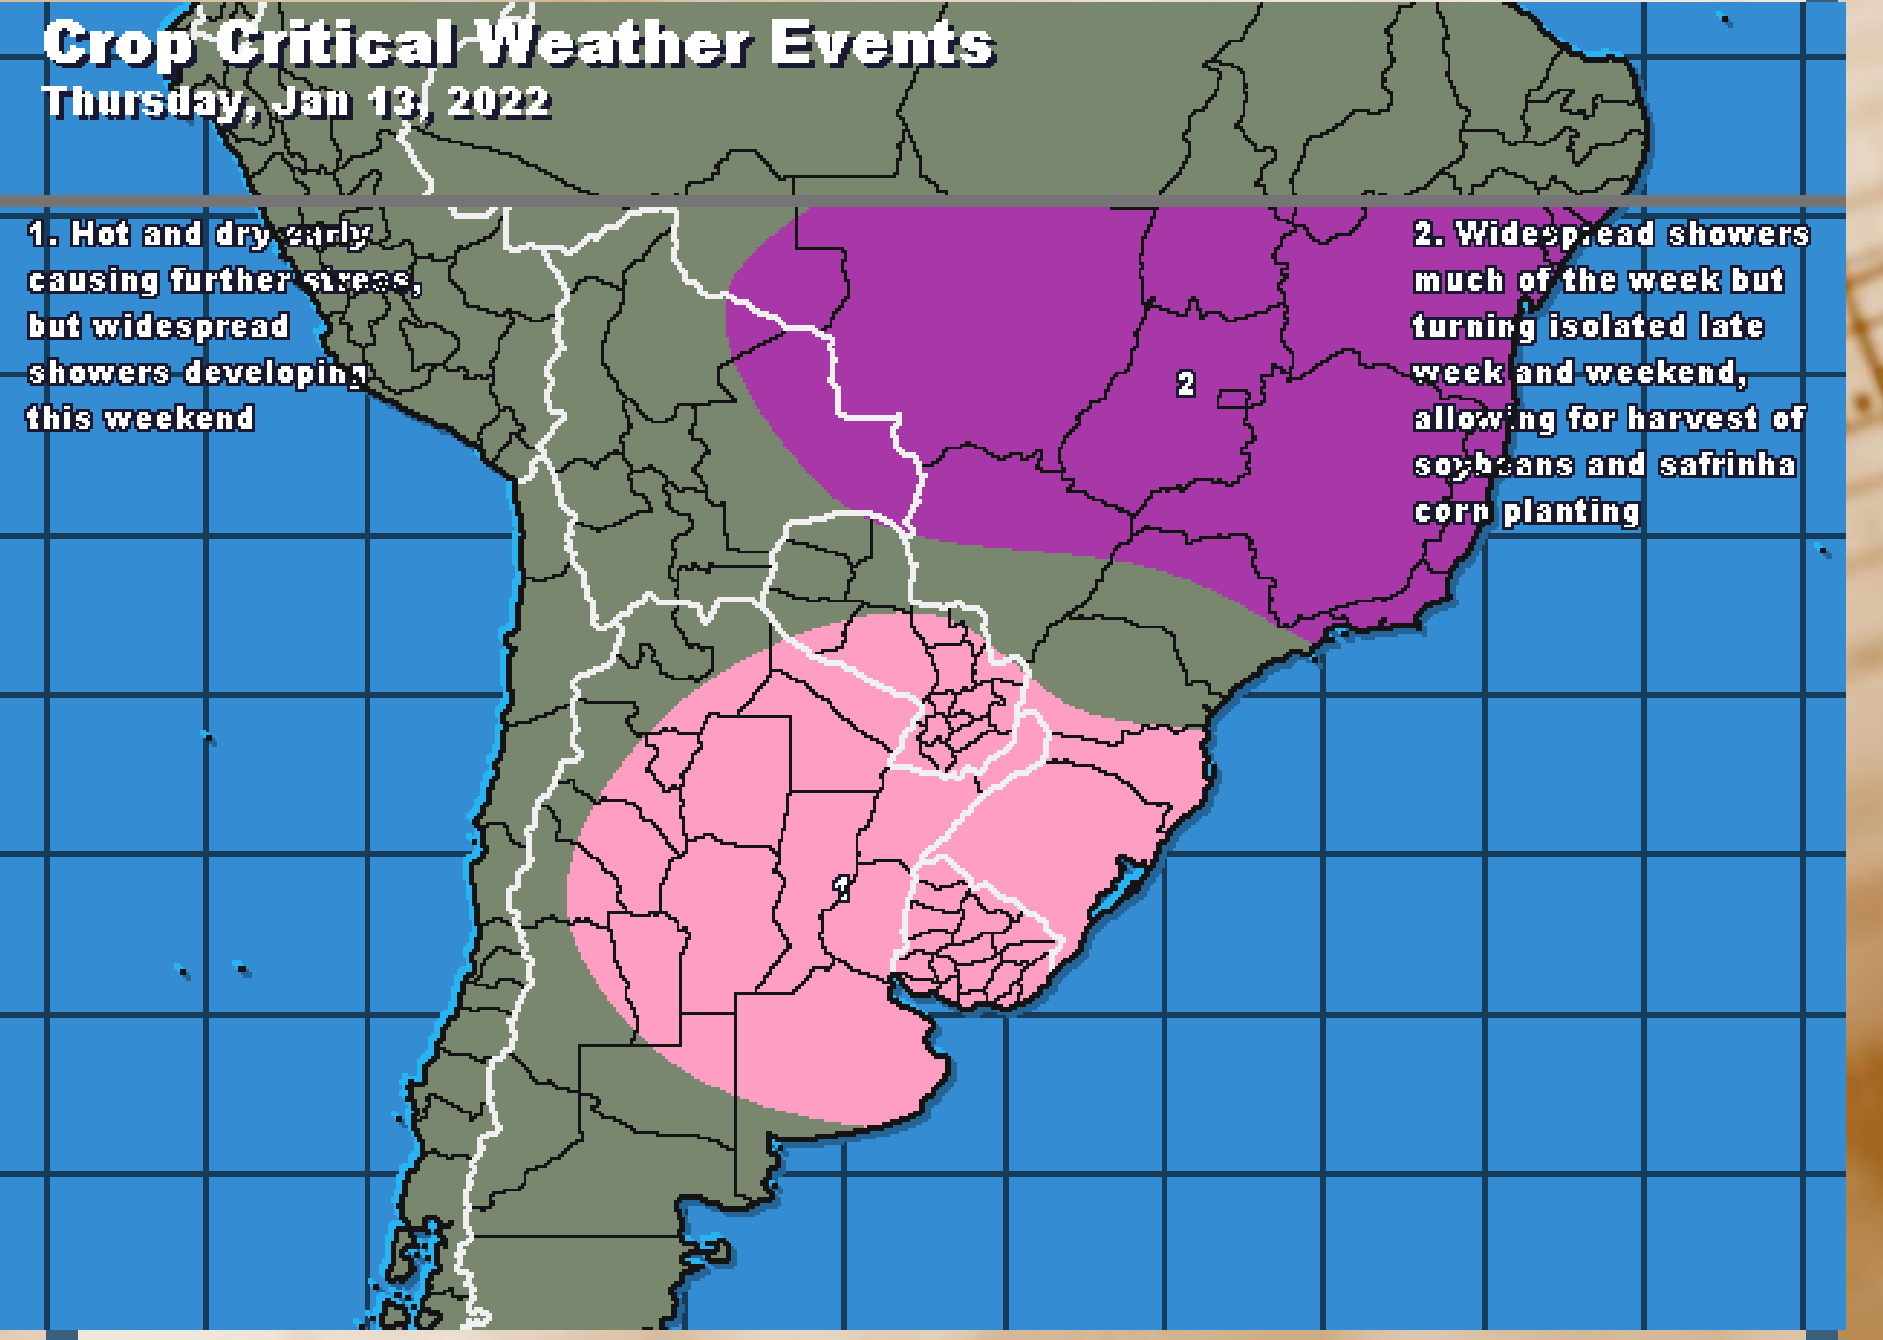 Crop Critical Weather Events
Thursday, Jan 13, 2022
1. Hot and dry early
causing further stress,
but widespread
showers developing
this weekend
2. Widespread showers
much of the week but
turning isolated late
week and weekend,
allowing for harvest of
soybeans and safrinha
corn planting
2
1